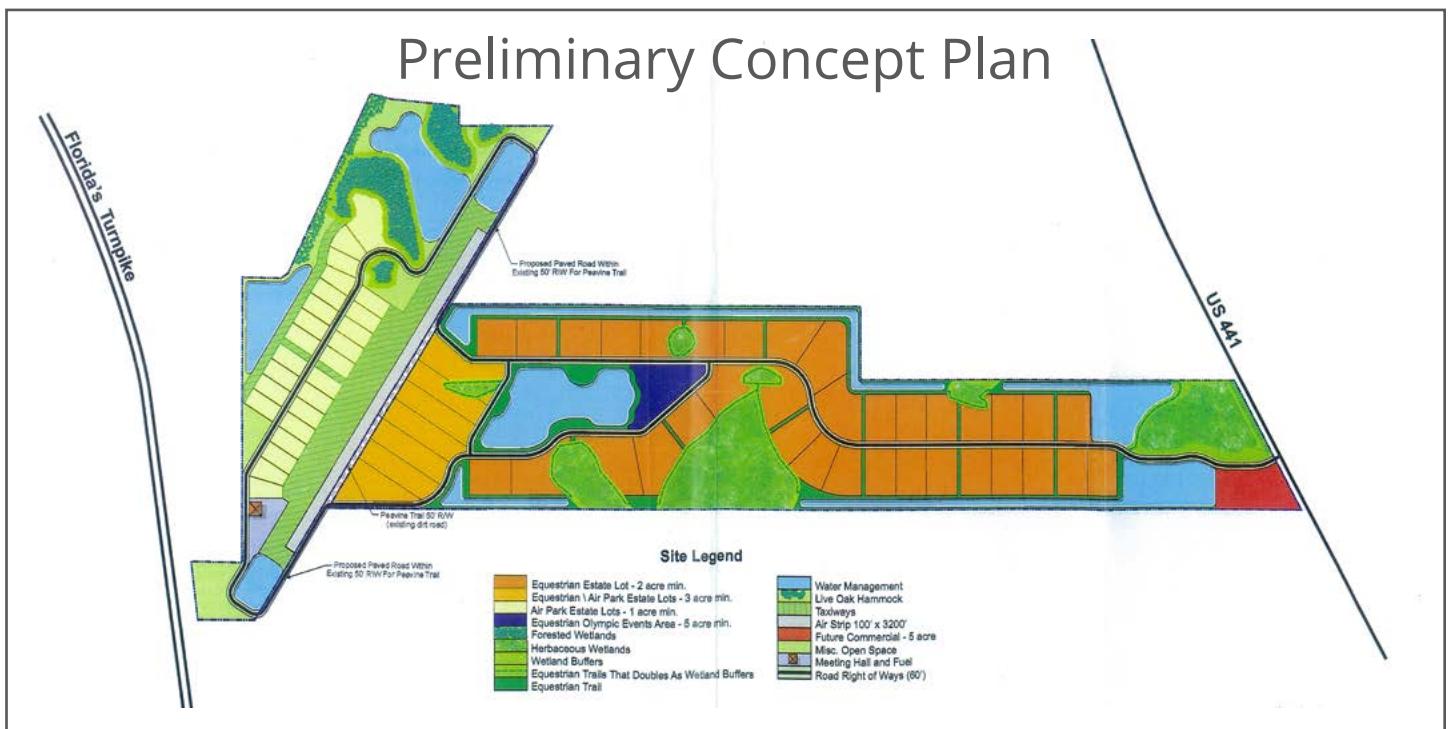 Preliminary Concept Plan
Florida's Turnpike
US 441
Proposed Paved Road Within
Existing 50' R/W For Peavine Trail
Peavine Trail 50' R/W
(existing dirt road)
Proposed Paved Road Within
Existing 50' R/W For Peavine Trail
Site Legend
Equestrian Estate Lot - 2 acre min.
Equestrian \ Air Park Estate Lots - 3 acre min.
Air Park Estate Lots - 1 acre min.
Equestrian Olympic Events Area - 5 acre min.
Forested Wetlands
Herbaceous Wetlands
Wetland Buffers
Equestrian Trails That Doubles As Wetland Buffers
Equestrian Trail
Water Management
Live Oak Hammock
Taxiways
Air Strip 100' x 3200'
Future Commercial - 5 acre
Misc. Open Space
Meeting Hall and Fuel
Road Right of Ways (60')